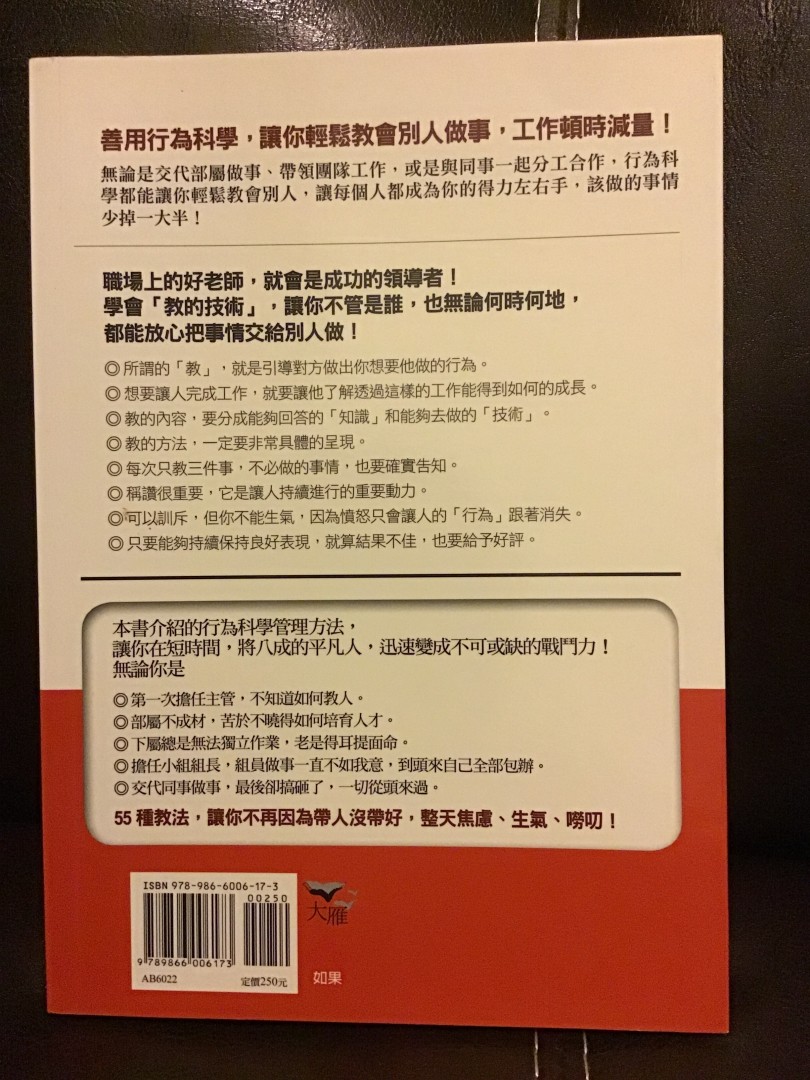 善用行為科學，讓你輕鬆教會別人做事，工作頓時減量！
無論是交代部屬做事、帶領團隊工作，或是與同事一起分工合作，行為科
學都能讓你輕鬆教會別人，讓每個人都成為你的得力左右手，該做的事情
少掉一大半！
職場上的好老師，就會是成功的領導者！
學會「教的技術」，讓你不管是誰，也無論何時何地，
都能放心把事情交給別人做！
◎所謂的「教」，就是引導對方做出你想要他做的行為。
◎想要讓人完成工作，就要讓他了解透過這樣的工作能得到如何的成長。
◎教的內容，要分成能夠回答的「知識」和能夠去做的「技術」。
◎教的方法，一定要非常具體的呈現。
◎每次只教三件事，不必做的事情，也要確實告知。
◎稱讚很重要，它是讓人持續進行的重要動力。
◎可以訓斥，但你不能生氣，因為憤怒只會讓人的「行為」跟著消失。
◎只要能夠持續保持良好表現，就算結果不佳，也要給予好評。
本書介紹的行為科學管理方法，
讓你在短時間，將八成的平凡人，迅速變成不可或缺的戰鬥力！
無論你是
◎第一次擔任主管，不知道如何教人。
◎部屬不成材，苦於不曉得如何培育人才。
◎下屬總是無法獨立作業，老是得耳提面命。
◎擔任小組組長，組員做事一直不如我意，到頭來自己全部包辦。
◎交代同事做事，最後卻搞砸了，一切從頭來過。
55種教法，讓你不再因為帶人沒帶好，整天焦慮、生氣、嘮叨！
ISBN 978-986-6006-17-3
00250
9 789866 006173
AB6022 定價250元
大雁
如果